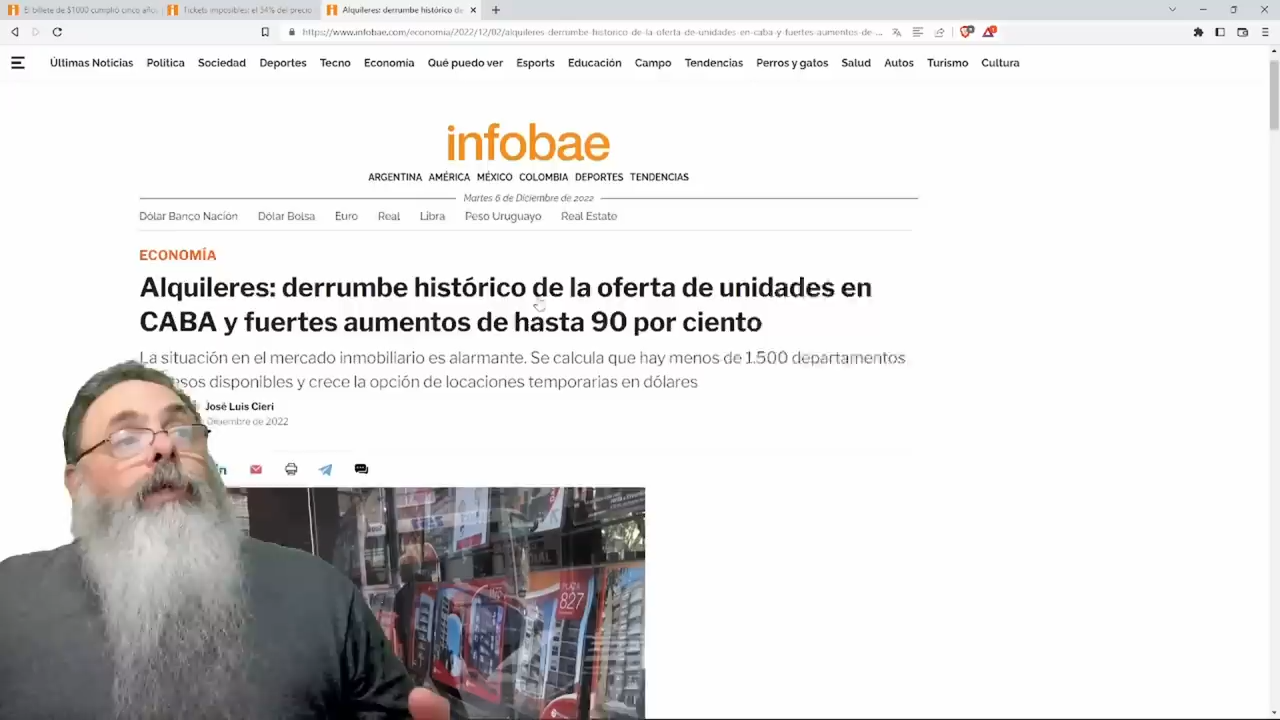 El billete de $1000 cumplió cinco años
Tickets imposibles: el 54% del precio
Alquileres: derrumbe histórico de
https://www.infobae.com/economia/2022/12/02/alquileres-derrumbe-historico-de-la-oferta-de-unidades-en-caba-y-fuertes-aumentos-de-...
Últimas Noticias Política Sociedad Deportes Tecno Economía Qué puedo ver Esports Educación Campo Tendencias Perros y gatos Salud Autos Turismo Cultura
infobae
ARGENTINA AMÉRICA MÉXICO COLOMBIA DEPORTES TENDENCIAS
Martes 6 de Diciembre de 2022
Dólar Banco Nación Dólar Bolsa Euro Real Libra Peso Uruguayo Real Estate
ECONOMÍA
Alquileres: derrumbe histórico de la oferta de unidades en
CABA y fuertes aumentos de hasta 90 por ciento
La situación en el mercado inmobiliario es alarmante. Se calcula que hay menos de 1.500 departamentos
esos disponibles y crece la opción de locaciones temporarias en dólares
José Luis Cieri
Diciembre de 2022
in
PLAZA
827